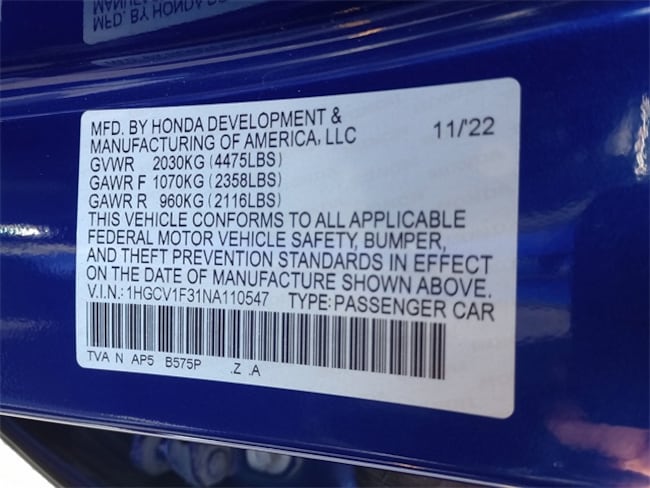 MFD. BY HONDA DEVELOPMENT &
MANUFACTURING OF AMERICA, LLC 11/'22
GVWR 2030KG (4475LBS)
GAWR F 1070KG (2358LBS)
GAWR R 960KG (2116LBS)
THIS VEHICLE CONFORMS TO ALL APPLICABLE
FEDERAL MOTOR VEHICLE SAFETY, BUMPER,
AND THEFT PREVENTION STANDARDS IN EFFECT
ON THE DATE OF MANUFACTURE SHOWN ABOVE.
V.I.N.: 1HGCV1F31NA110547 TYPE: PASSENGER CAR
TVA N AP5 B575P .Z .A